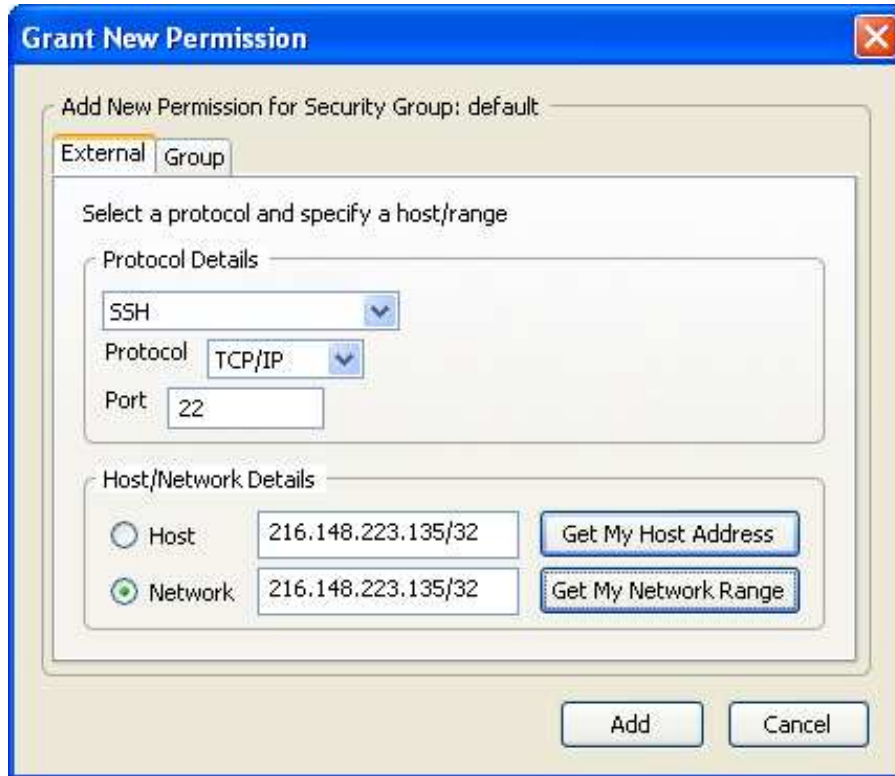 Grant New Permission
Add New Permission for Security Group: default
External Group
Select a protocol and specify a host/range
Protocol Details
SSH
Protocol TCP/IP
Port 22
Host/Network Details
Host 216.148.223.135/32 Get My Host Address
Network 216.148.223.135/32 Get My Network Range
Add Cancel